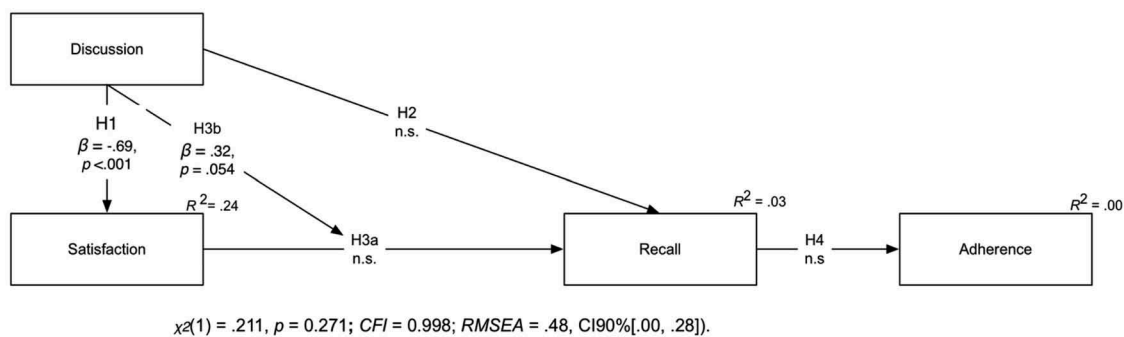 Discussion
H1
β = -.69,
p <.001
H3b
β = .32,
p = .054
H2
n.s.
R² = .24
Satisfaction
H3a
n.s.
R² = .03
Recall
H4
n.s
R² = .00
Adherence
χ2(1) = .211, p = 0.271; CFI = 0.998; RMSEA = .48, CI90%[.00, .28]).